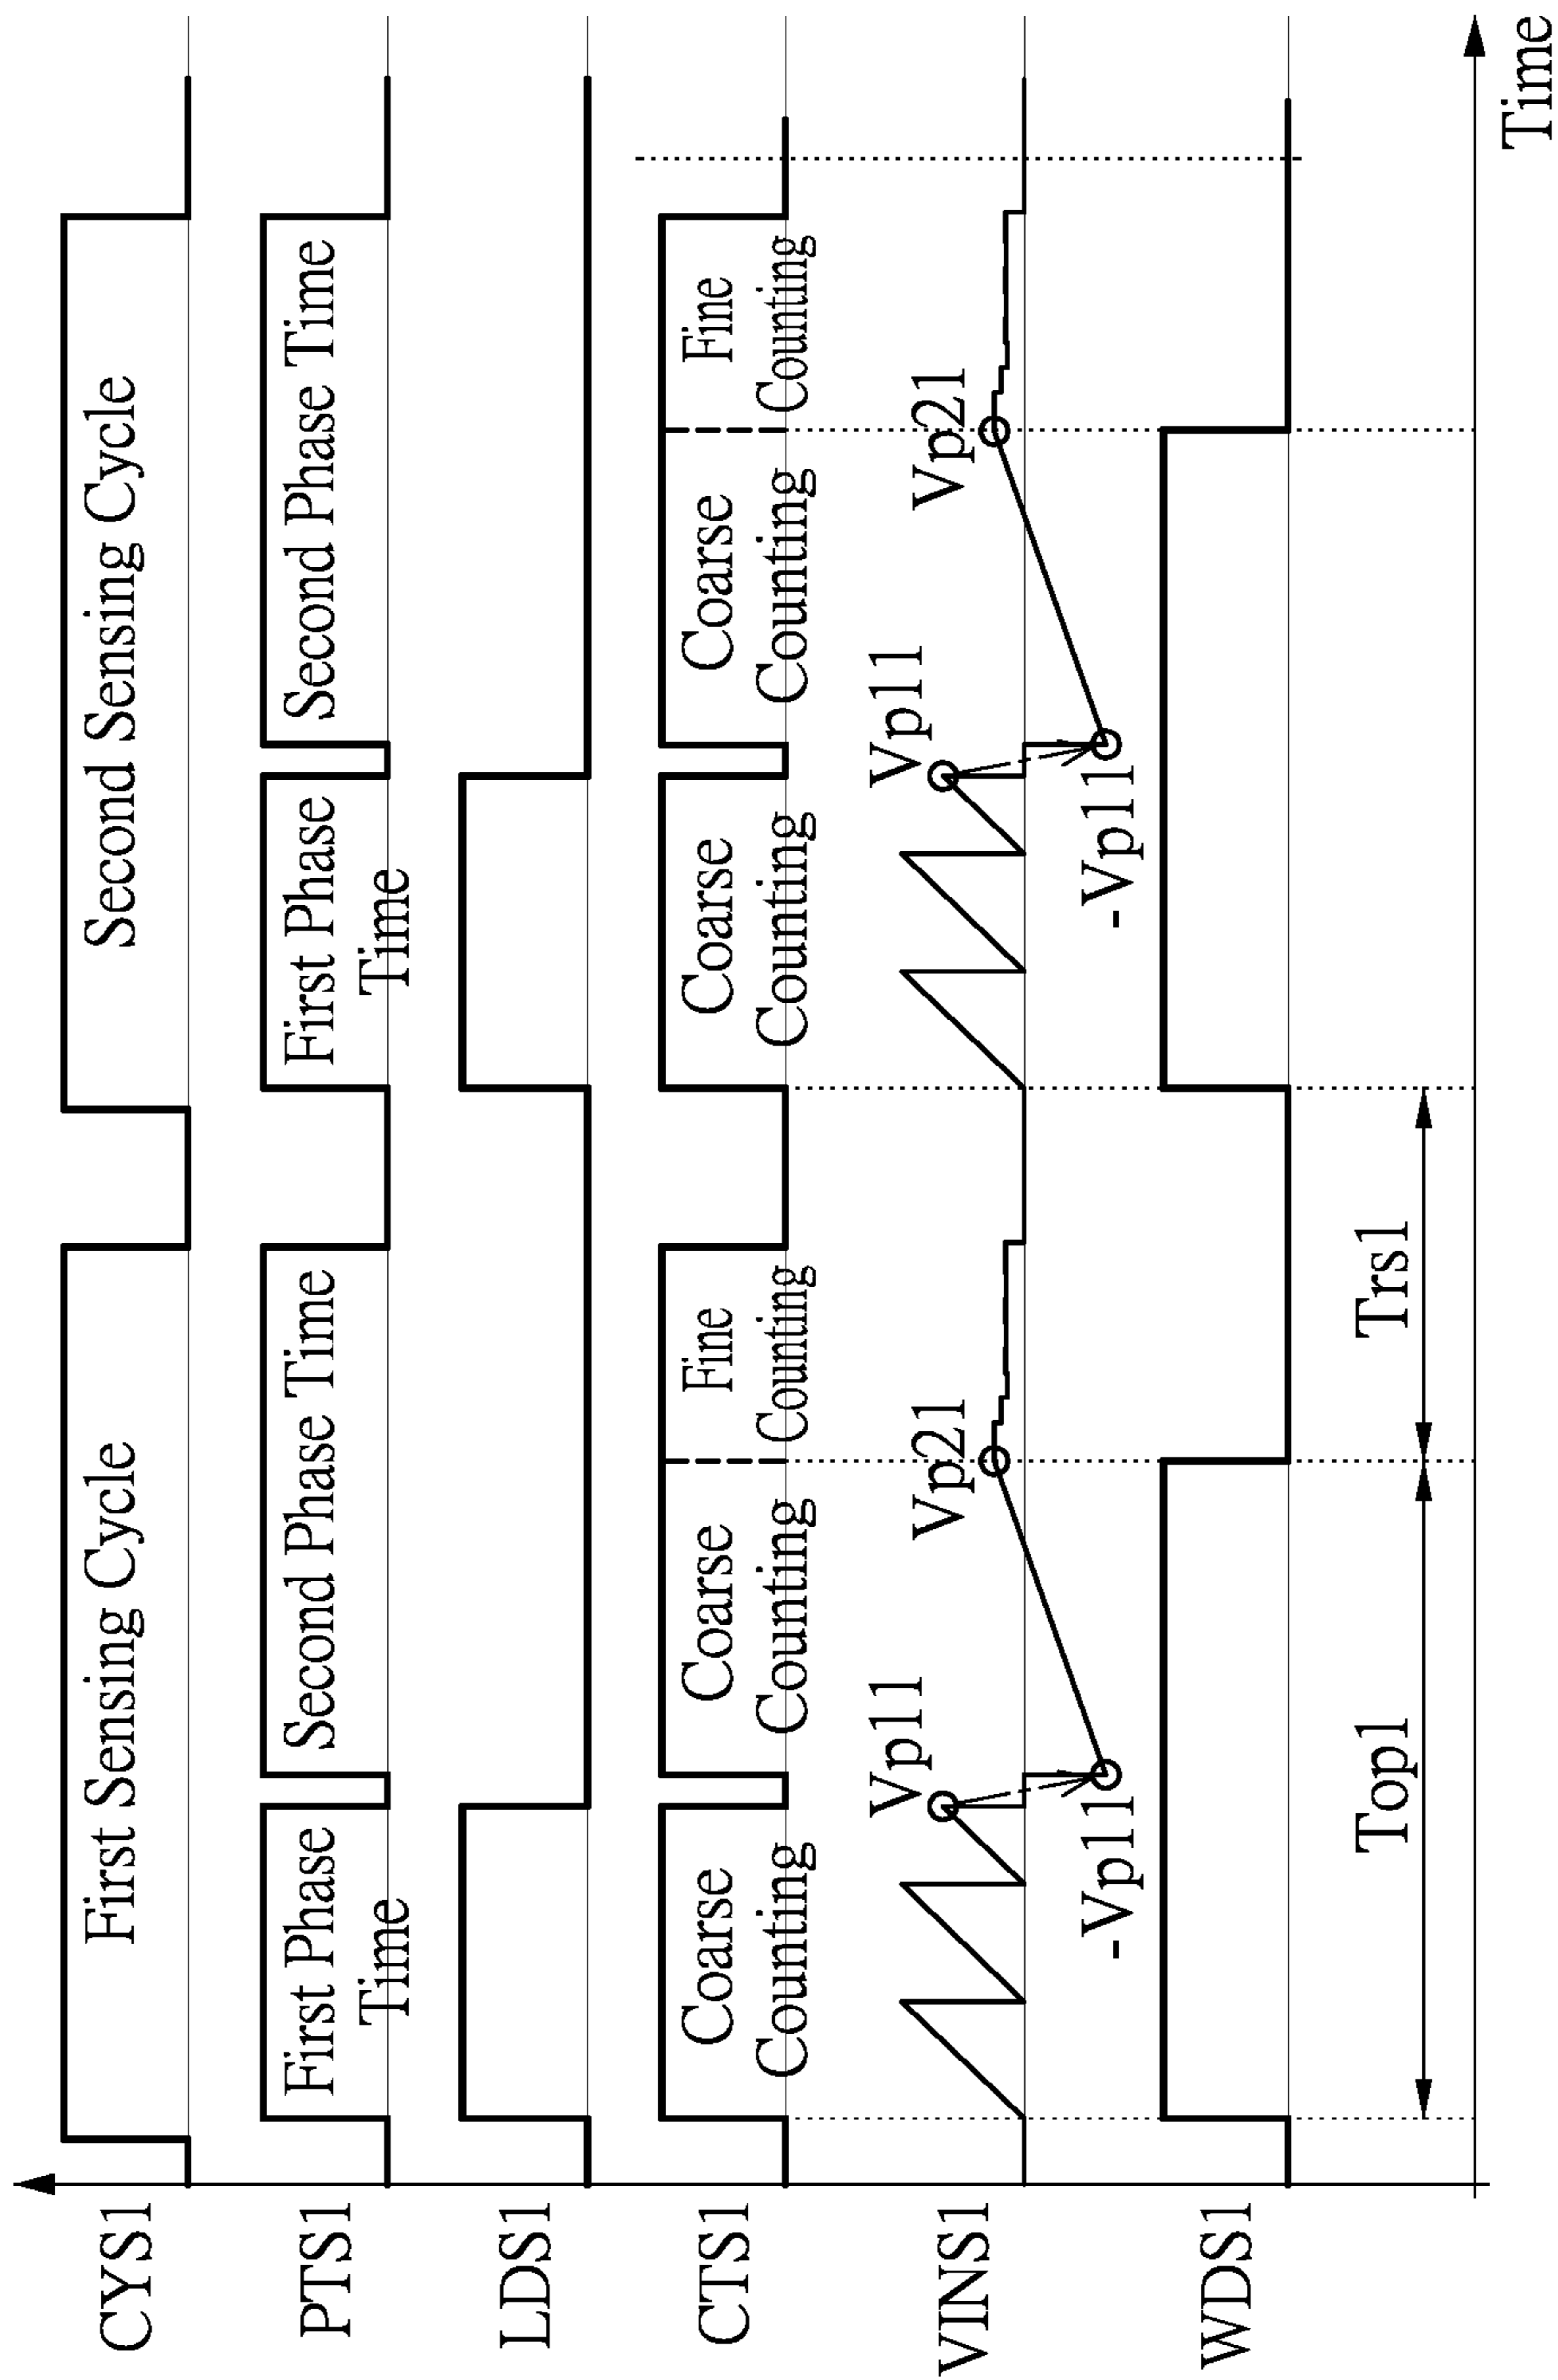 CYS1
First Sensing Cycle
Second Sensing Cycle
PTS1
First Phase
Time
Second Phase Time
First Phase
Time
Second Phase Time
LDS1
CTS1
Coarse
Counting
Coarse
Counting
Fine
Counting
Coarse
Counting
Coarse
Counting
Fine
Counting
VINS1
Vp11
-Vp11
Vp21
Vp11
-Vp11
Vp21
WDS1
Top1
Trs1
Time